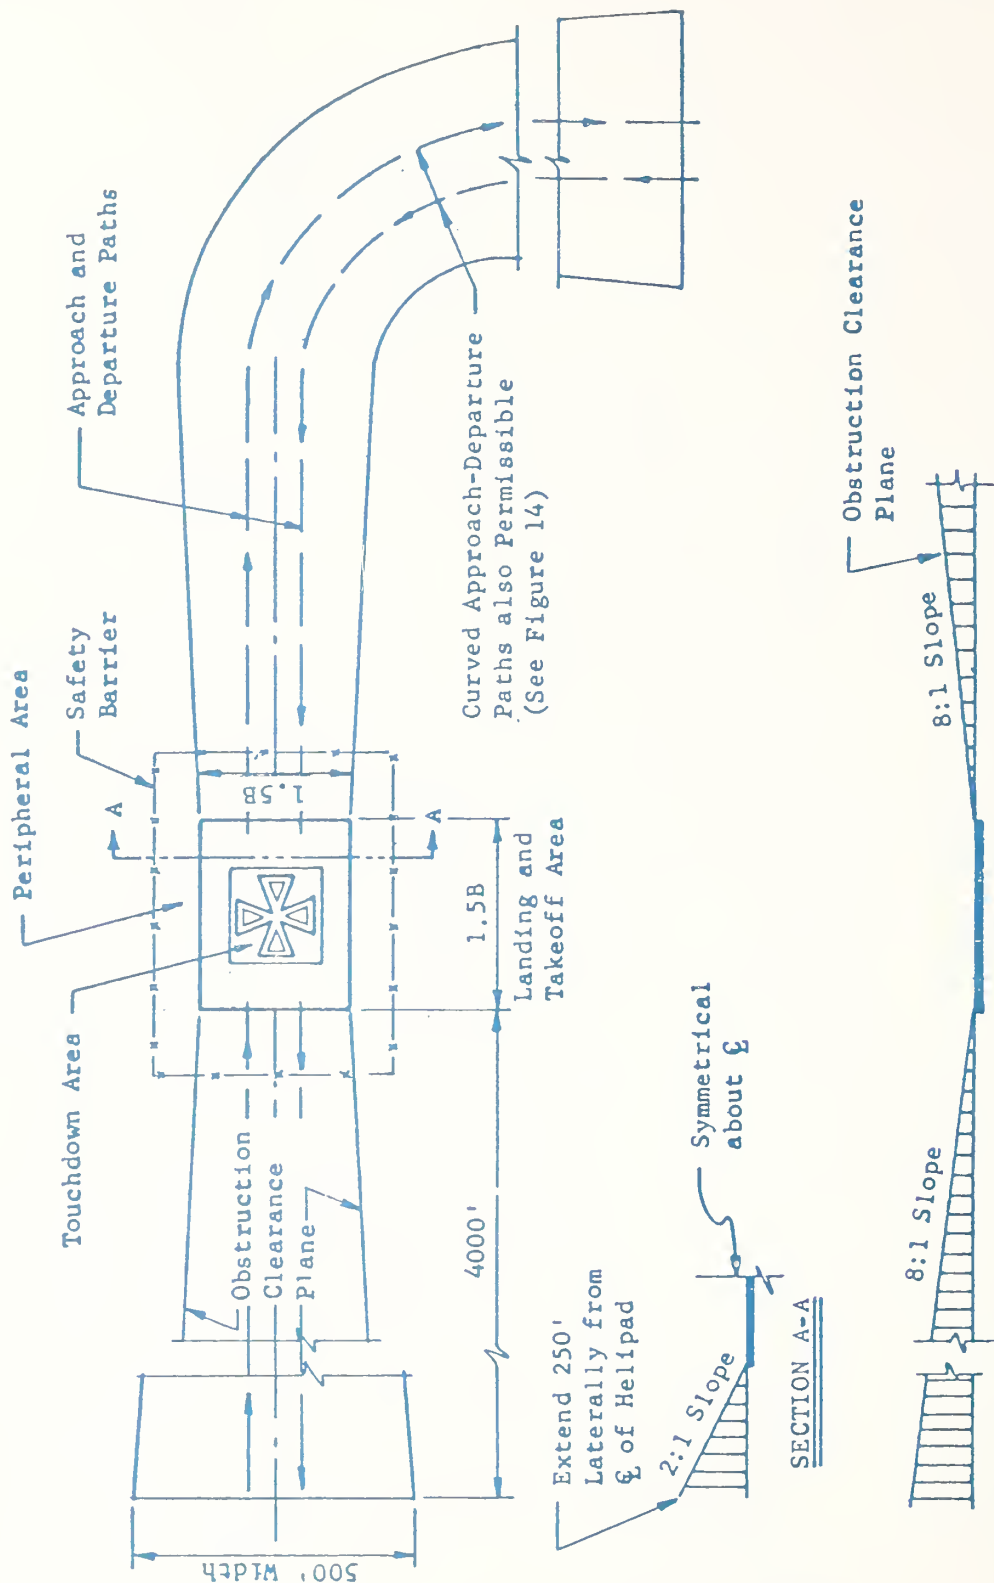 Peripheral Area
Safety
Barrier
Approach and
Departure Paths
Touchdown Area
A
A
1.5B
Obstruction
Clearance
Plane
500' Width
4000'
1.5B
Landing and
Takeoff Area
Curved Approach-Departure
Paths also Permissible
(See Figure 14)
Extend 250'
Laterally from
℄ of Helipad
2:1 Slope
Symmetrical
about ℄
SECTION A-A
8:1 Slope
8:1 Slope
Obstruction Clearance
Plane